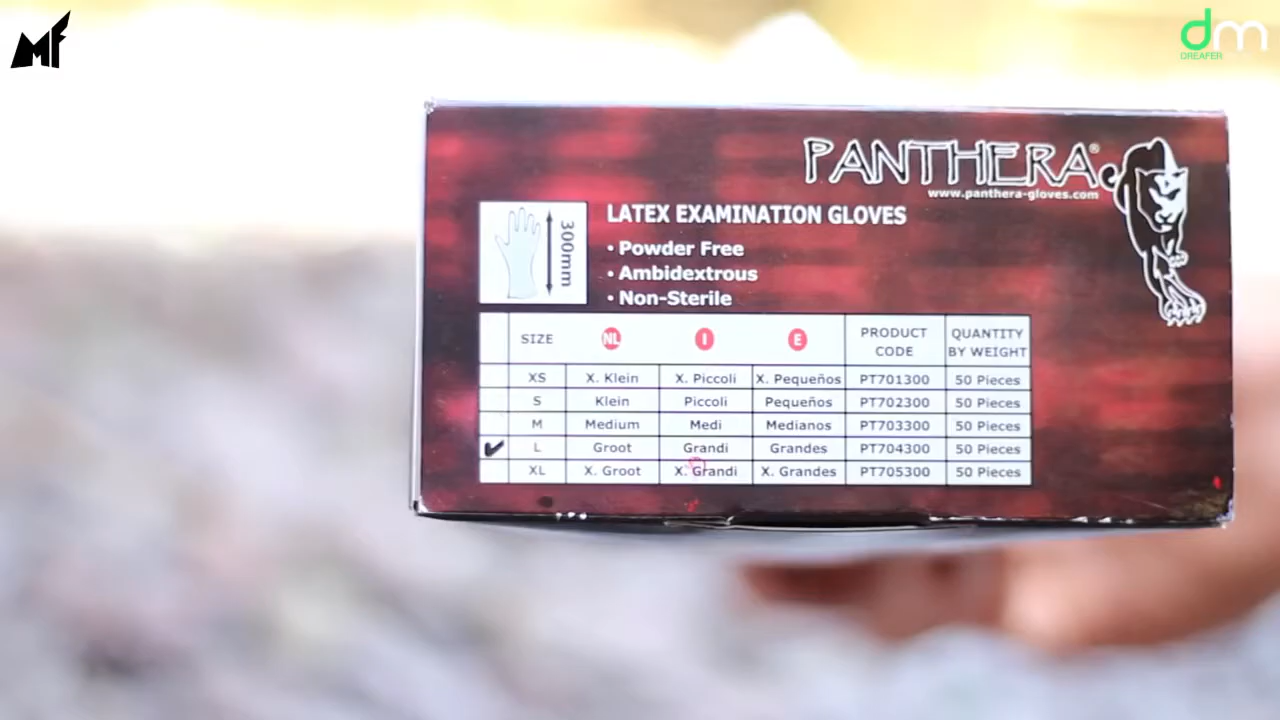 MF
dm
DREAFER
PANTHERA®
www.panthera-gloves.com
300mm
LATEX EXAMINATION GLOVES
• Powder Free
• Ambidextrous
• Non-Sterile
SIZE NL I E PRODUCT CODE QUANTITY BY WEIGHT
XS X. Klein X. Piccoli X. Pequeños PT701300 50 Pieces
S Klein Piccoli Pequeños PT702300 50 Pieces
M Medium Medi Medianos PT703300 50 Pieces
✔ L Groot Grandi Grandes PT704300 50 Pieces
XL X. Groot X. Grandi X. Grandes PT705300 50 Pieces